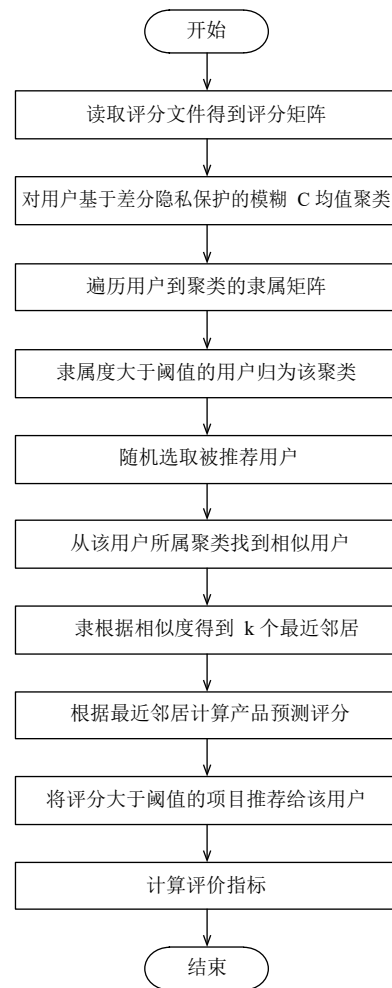 开始
读取评分文件得到评分矩阵
对用户基于差分隐私保护的模糊 C 均值聚类
遍历用户到聚类的隶属矩阵
隶属度大于阈值的用户归为该聚类
随机选取被推荐用户
从该用户所属聚类找到相似用户
隶根据相似度得到 k 个最近邻居
根据最近邻居计算产品预测评分
将评分大于阈值的项目推荐给该用户
计算评价指标
结束